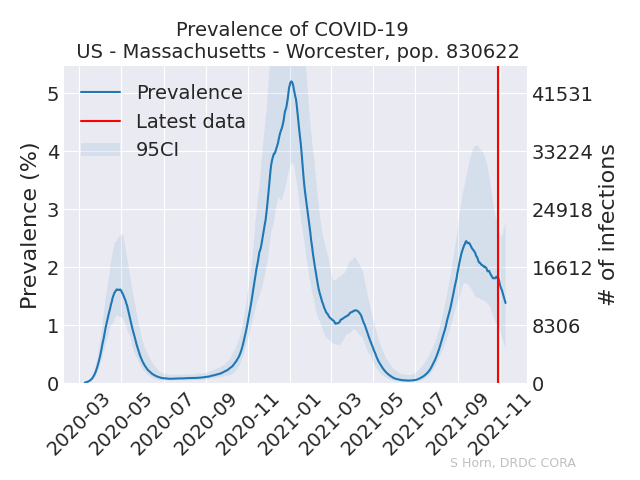 Prevalence of COVID-19
US - Massachusetts - Worcester, pop. 830622
Prevalence
Latest data
95CI
Prevalence (%)
5
4
3
2
1
0
41531
33224
24918
16612
8306
0
# of infections
2020-03
2020-05
2020-07
2020-09
2020-11
2021-01
2021-03
2021-05
2021-07
2021-09
2021-11
S Horn, DRDC CORA